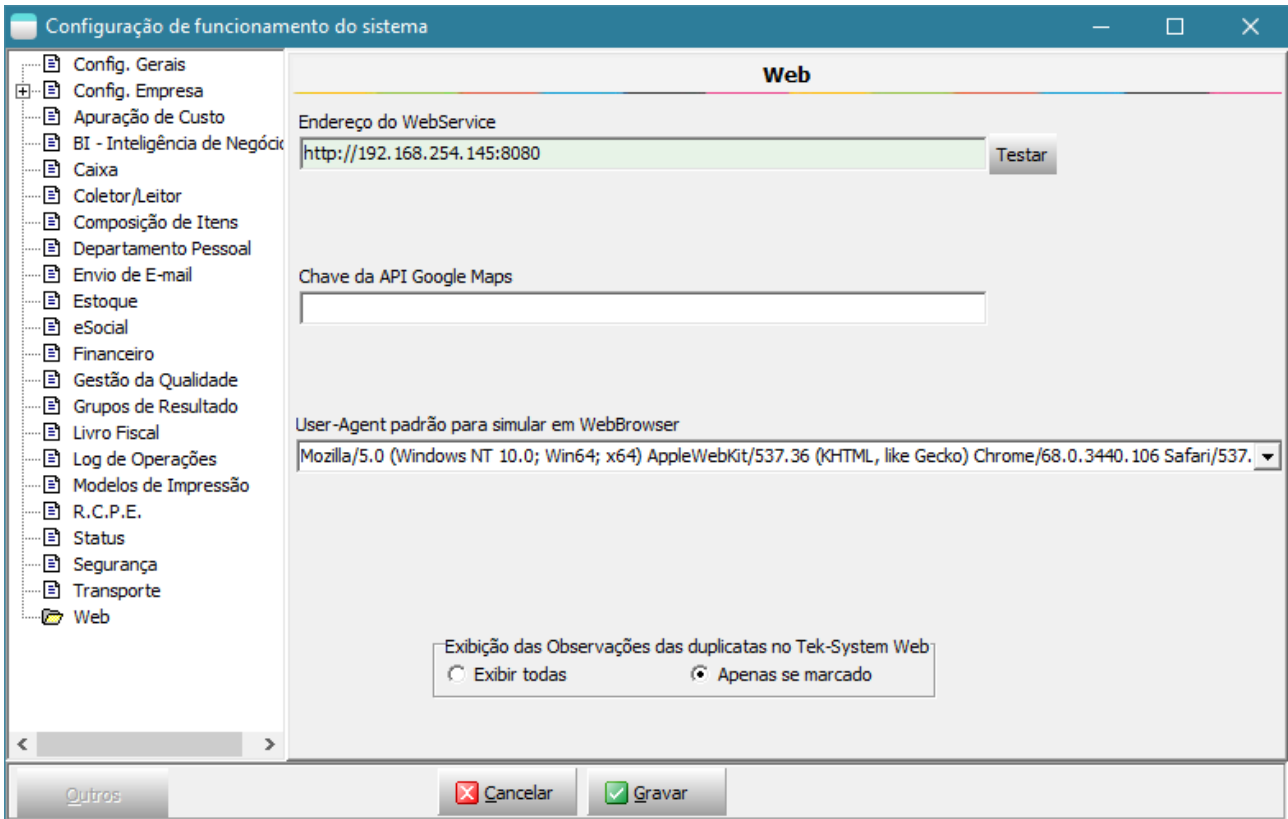 Configuração de funcionamento do sistema
Config. Gerais
Config. Empresa
Apuração de Custo
BI - Inteligência de Negócio
Caixa
Coletor/Leitor
Composição de Itens
Departamento Pessoal
Envio de E-mail
Estoque
eSocial
Financeiro
Gestão da Qualidade
Grupos de Resultado
Livro Fiscal
Log de Operações
Modelos de Impressão
R.C.P.E.
Status
Segurança
Transporte
Web
Web
Endereço do WebService
http://192.168.254.145:8080 Testar
Chave da API Google Maps
User-Agent padrão para simular em WebBrowser
Mozilla/5.0 (Windows NT 10.0; Win64; x64) AppleWebKit/537.36 (KHTML, like Gecko) Chrome/68.0.3440.106 Safari/537.
Exibição das Observações das duplicatas no Tek-System Web
Exibir todas Apenas se marcado
Outros Cancelar Gravar